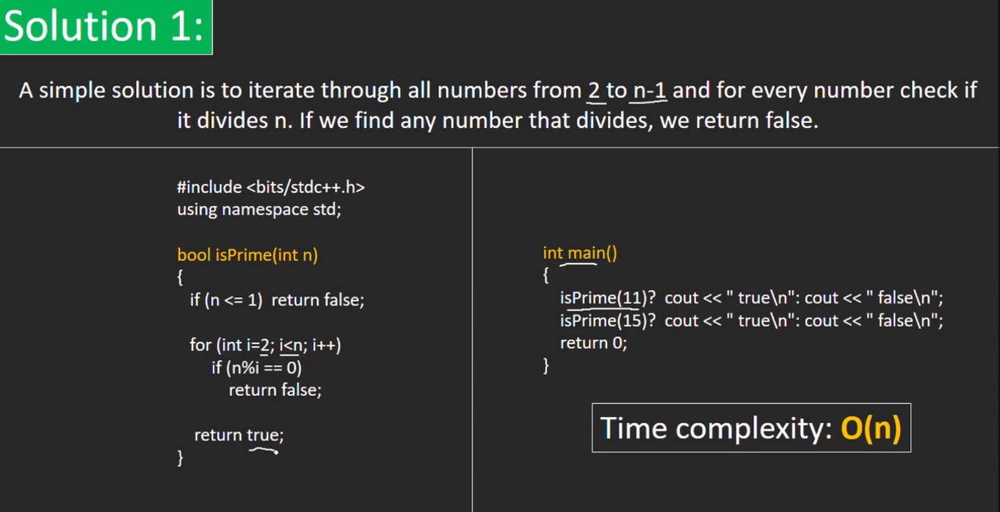 Solution 1:
A simple solution is to iterate through all numbers from 2 to n-1 and for every number check if
it divides n. If we find any number that divides, we return false.
#include <bits/stdc++.h>
using namespace std;
bool isPrime(int n)
{
if (n <= 1) return false;
for (int i=2; i<n; i++)
if (n%i == 0)
return false;
return true;
}
int main()
{
isPrime(11)? cout << " true\n": cout << " false\n";
isPrime(15)? cout << " true\n": cout << " false\n";
return 0;
}
Time complexity: O(n)